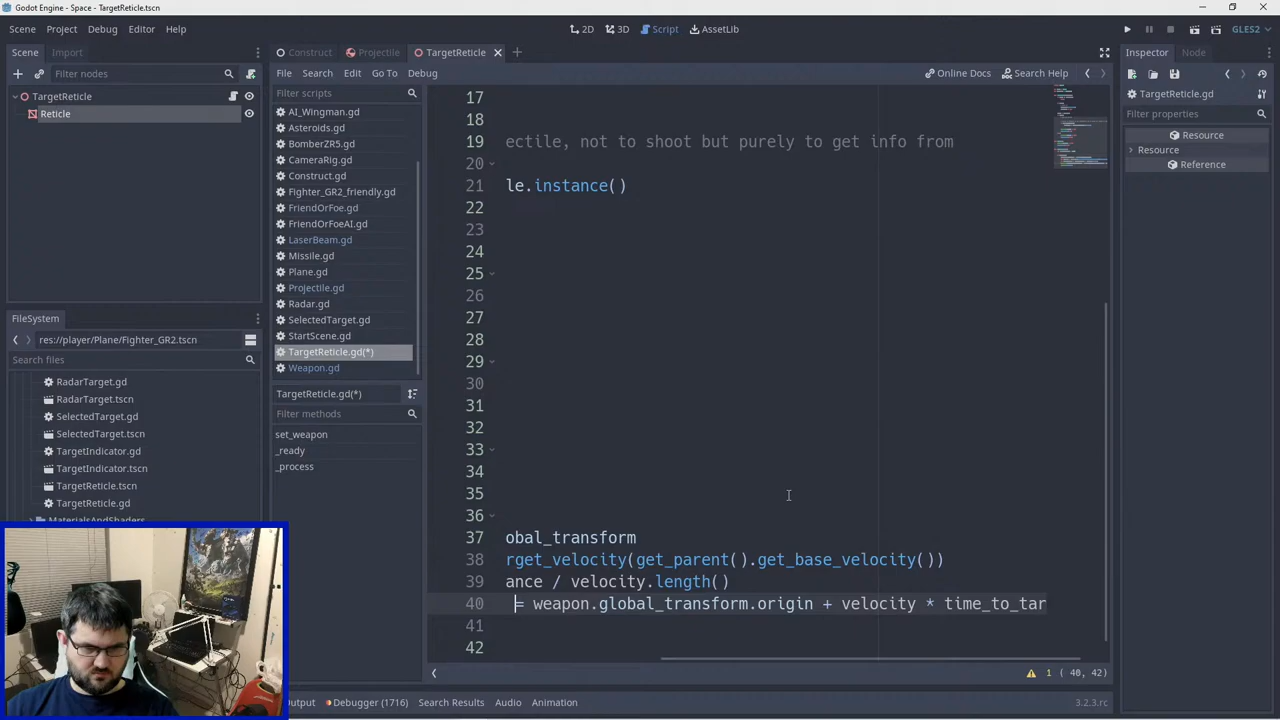 Godot Engine - Space - TargetReticle.tscn
Scene Project Debug Editor Help
2D 3D Script AssetLib
GLES2
Scene Import
Filter nodes
TargetReticle
Reticle
FileSystem
res://player/Plane/Fighter_GR2.tscn
Search files
RadarTarget.gd
RadarTarget.tscn
SelectedTarget.gd
SelectedTarget.tscn
TargetIndicator.gd
TargetIndicator.tscn
TargetReticle.tscn
TargetReticle.gd
MaterialsAndShaders
Construct Projectile TargetReticle
File Search Edit Go To Debug
Online Docs Search Help
Filter scripts
AI_Wingman.gd
Asteroids.gd
BomberZR5.gd
CameraRig.gd
Construct.gd
Fighter_GR2_friendly.gd
FriendOrFoe.gd
FriendOrFoeAI.gd
LaserBeam.gd
Missile.gd
Plane.gd
Projectile.gd
Radar.gd
SelectedTarget.gd
StartScene.gd
TargetReticle.gd(*)
Weapon.gd
TargetReticle.gd(*)
Filter methods
set_weapon
_ready
_process
17
18
19 ectile, not to shoot but purely to get info from
20
21 le.instance()
22
23
24
25
26
27
28
29
30
31
32
33
34
35
36
37 obal_transform
38 rget_velocity(get_parent().get_base_velocity())
39 ance / velocity.length()
40 = weapon.global_transform.origin + velocity * time_to_tar
41
42
1 ( 40, 42)
Output Debugger (1716) Search Results Audio Animation
3.2.3.rc
Inspector Node
TargetReticle.gd
Filter properties
Resource
Resource
Reference